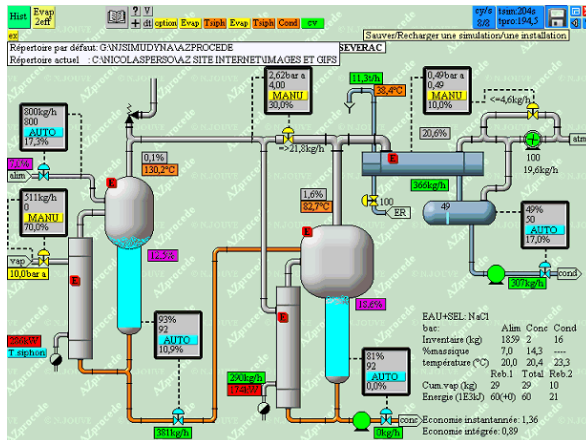 Hist
Evap
2eff
? V
+ dt
option Evap Tsiph Evap Tsiph Cond cv
cy/s tsim:204s
8/8 tpro:194,5
ex
Sauver/Recharger une simulation/une installation
Répertoire par défaut: G:\NJSIMUDYNA\AZPROCEDE
SEVERAC
Répertoire actuel : C:\NICOLASPERSO\AZ SITE INTERNET\IMAGES ET GIFS
800kg/h
800
AUTO
17,3%
alim
511kg/h
0
MANU
70,0%
vap
10,0bar a
T.siphon
0,1%
130,2°C
E
E
93%
92
AUTO
10,9%
381kg/h
2,62bar a
4,00
MANU
30,0%
=>21,8kg/h
1,6%
82,7°C
E
E
290kg/h
174kW
81%
92
AUTO
0,0%
0kg/h
conc
11,3t/h
38,4°C
0,49bar a
0,49
MANU
10,0%
<=4,6kg/h
20,6%
E
100
ER
366kg/h
100
19,6kg/h
atm
49
49%
50
AUTO
17,0%
307kg/h
cond
EAU+SEL: NaCl
bac: Alim Conc Cond
Inventaire (kg) 1859 2 16
%massique 7,0 14,3 ----
température (°C) 20,0 20,4 23,3
Reb.1 Total Reb.2
Cum.vap (kg) 29 29 10
Energie (1E3kJ) 60(+0) 60 21
Economie instantannée: 1,36
Economie intégrée: 0,89
AZprocede